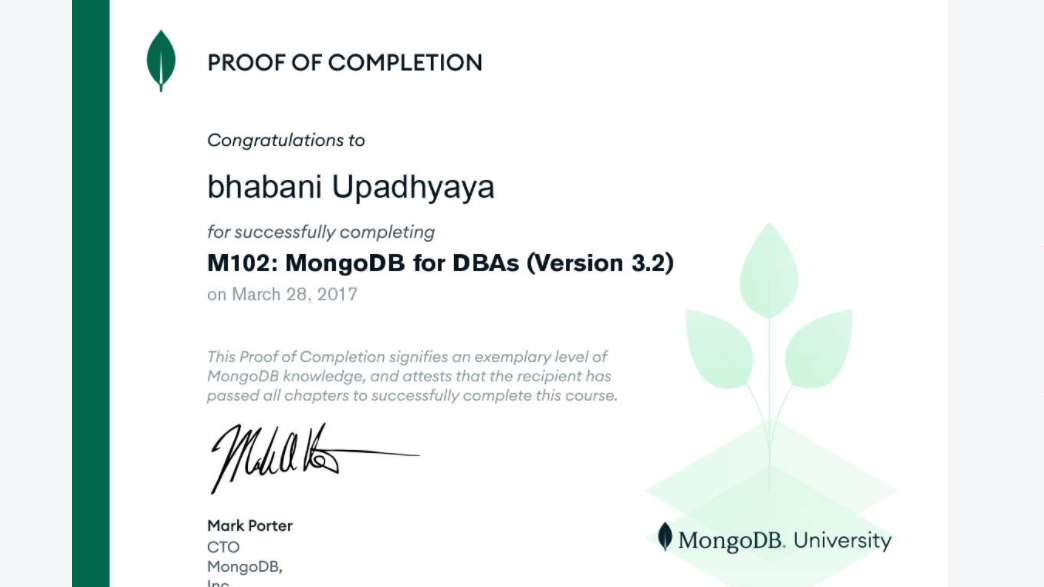 PROOF OF COMPLETION
Congratulations to
bhabani Upadhyaya
for successfully completing
M102: MongoDB for DBAs (Version 3.2)
on March 28, 2017
This Proof of Completion signifies an exemplary level of
MongoDB knowledge, and attests that the recipient has
passed all chapters to successfully complete this course.
Mark Porter
CTO
MongoDB,
Inc
MongoDB. University